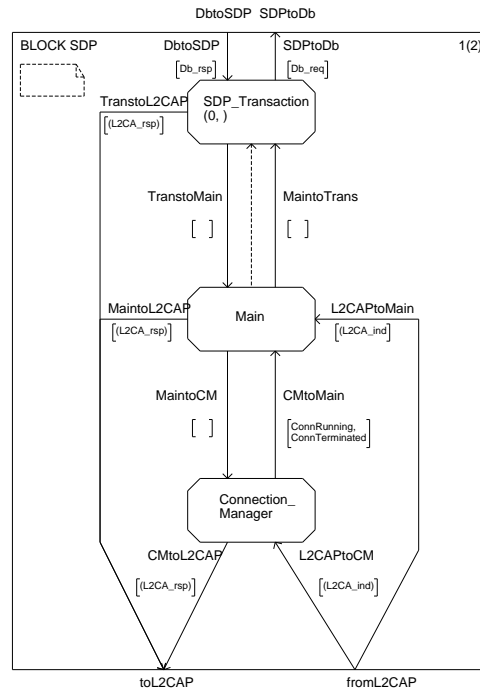 DbtoSDP SDPtoDb
BLOCK SDP
DbtoSDP
SDPtoDb
1(2)
[Db_rsp]
[Db_req]
TranstoL2CAP
[(L2CA_rsp)]
SDP_Transaction
(0, )
TranstoMain
MaintoTrans
[ ]
[ ]
MaintoL2CAP
[(L2CA_rsp)]
Main
L2CAPtoMain
[(L2CA_ind]
MaintoCM
CMtoMain
[ ]
[ConnRunning,
ConnTerminated]
Connection_
Manager
CMtoL2CAP
L2CAPtoCM
[(L2CA_rsp)]
[(L2CA_ind)]
toL2CAP
fromL2CAP